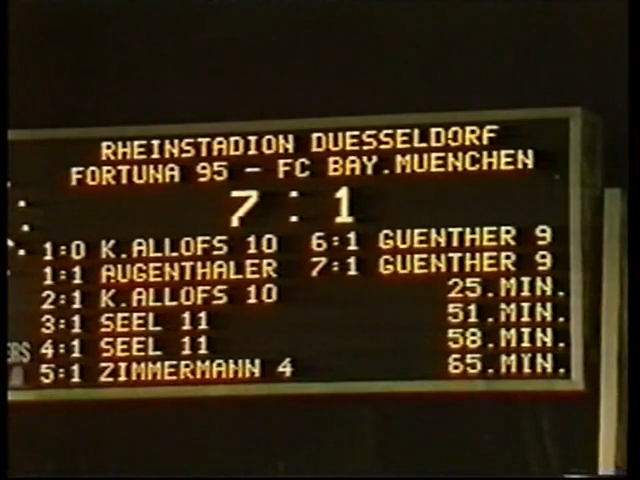 RHEINSTADION DUESSELDORF
FORTUNA 95 - FC BAY.MUENCHEN
7 : 1
1:0 K.ALLOFS 10 6:1 GUENTHER 9
1:1 AUGENTHALER 7:1 GUENTHER 9
2:1 K.ALLOFS 10 25.MIN.
3:1 SEEL 11 51.MIN.
4:1 SEEL 11 58.MIN.
5:1 ZIMMERMANN 4 65.MIN.